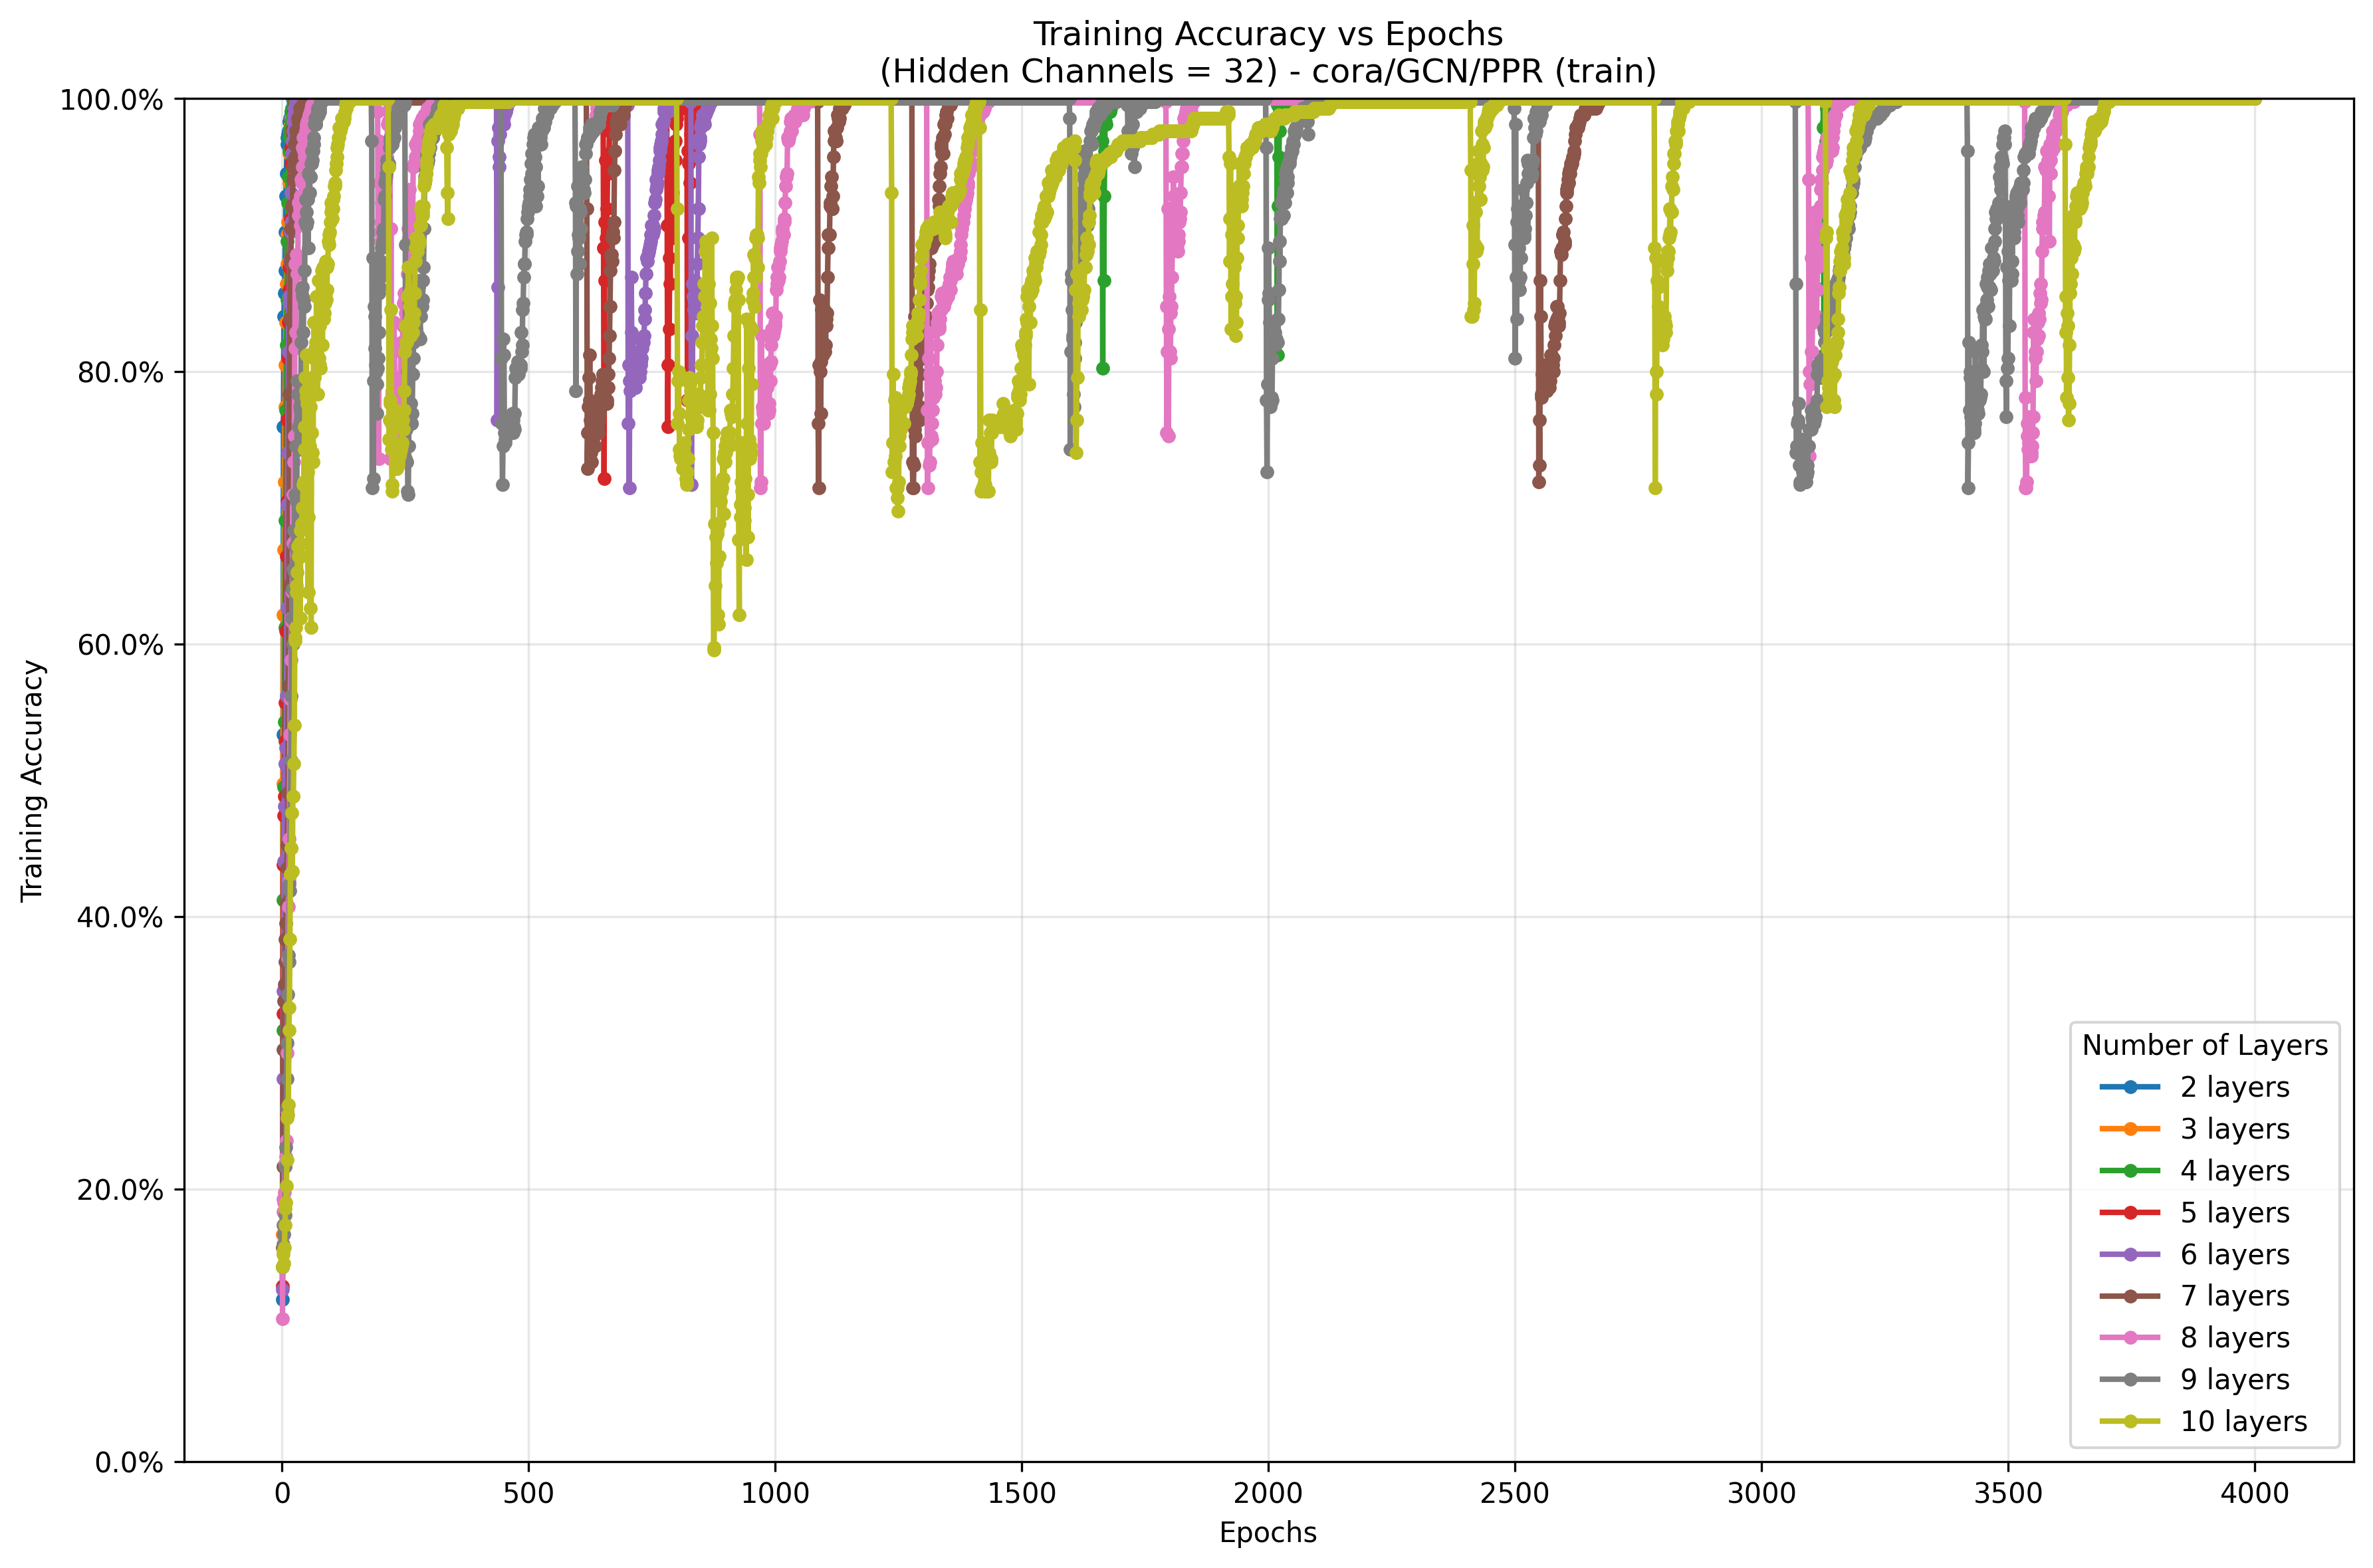 Training Accuracy vs Epochs
(Hidden Channels = 32) - cora/GCN/PPR (train)
100.0%
80.0%
60.0%
40.0%
20.0%
0.0%
Training Accuracy
0
500
1000
1500
2000
2500
3000
3500
4000
Epochs
Number of Layers
2 layers
3 layers
4 layers
5 layers
6 layers
7 layers
8 layers
9 layers
10 layers